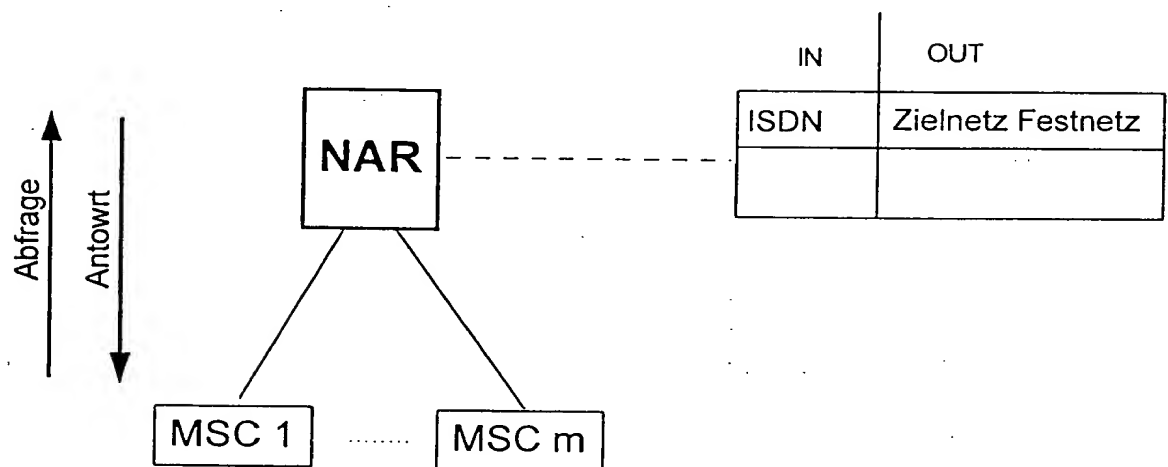 IN OUT
ISDN Zielnetz Festnetz
NAR
Abfrage
Antowrt
MSC 1 ........ MSC m